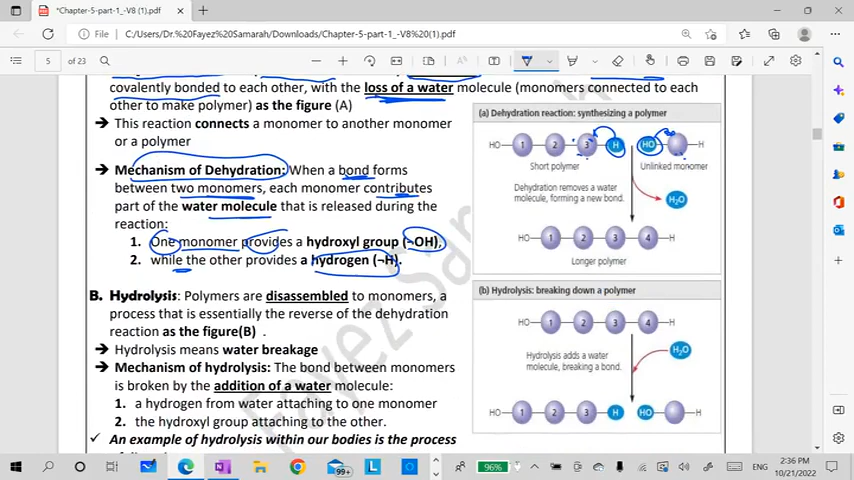 *Chapter-5-part-1_-V8 (1).pdf
File
C:/Users/Dr.%20Fayez%20Samarah/Downloads/Chapter-5-part-1_-V8%20(1).pdf
5
of 23
covalently bonded to each other, with the loss of a water molecule (monomers connected to each
other to make polymer) as the figure (A)
➔ This reaction connects a monomer to another monomer
or a polymer
➔ Mechanism of Dehydration: When a bond forms
between two monomers, each monomer contributes
part of the water molecule that is released during the
reaction:
1. One monomer provides a hydroxyl group (¬OH),
2. while the other provides a hydrogen (¬H).
B. Hydrolysis: Polymers are disassembled to monomers, a
process that is essentially the reverse of the dehydration
reaction as the figure(B) .
➔ Hydrolysis means water breakage
➔ Mechanism of hydrolysis: The bond between monomers
is broken by the addition of a water molecule:
1. a hydrogen from water attaching to one monomer
2. the hydroxyl group attaching to the other.
✓ An example of hydrolysis within our bodies is the process
(a) Dehydration reaction: synthesizing a polymer
HO 1 2 3 H HO H
Short polymer Unlinked monomer
Dehydration removes a water
molecule, forming a new bond.
H₂O
HO 1 2 3 4 H
Longer polymer
(b) Hydrolysis: breaking down a polymer
HO 1 2 3 4 H
Hydrolysis adds a water
molecule, breaking a bond.
H₂O
HO 1 2 3 H HO H
Fayez Samarah
99+
96%
ENG
2:36 PM
10/21/2022